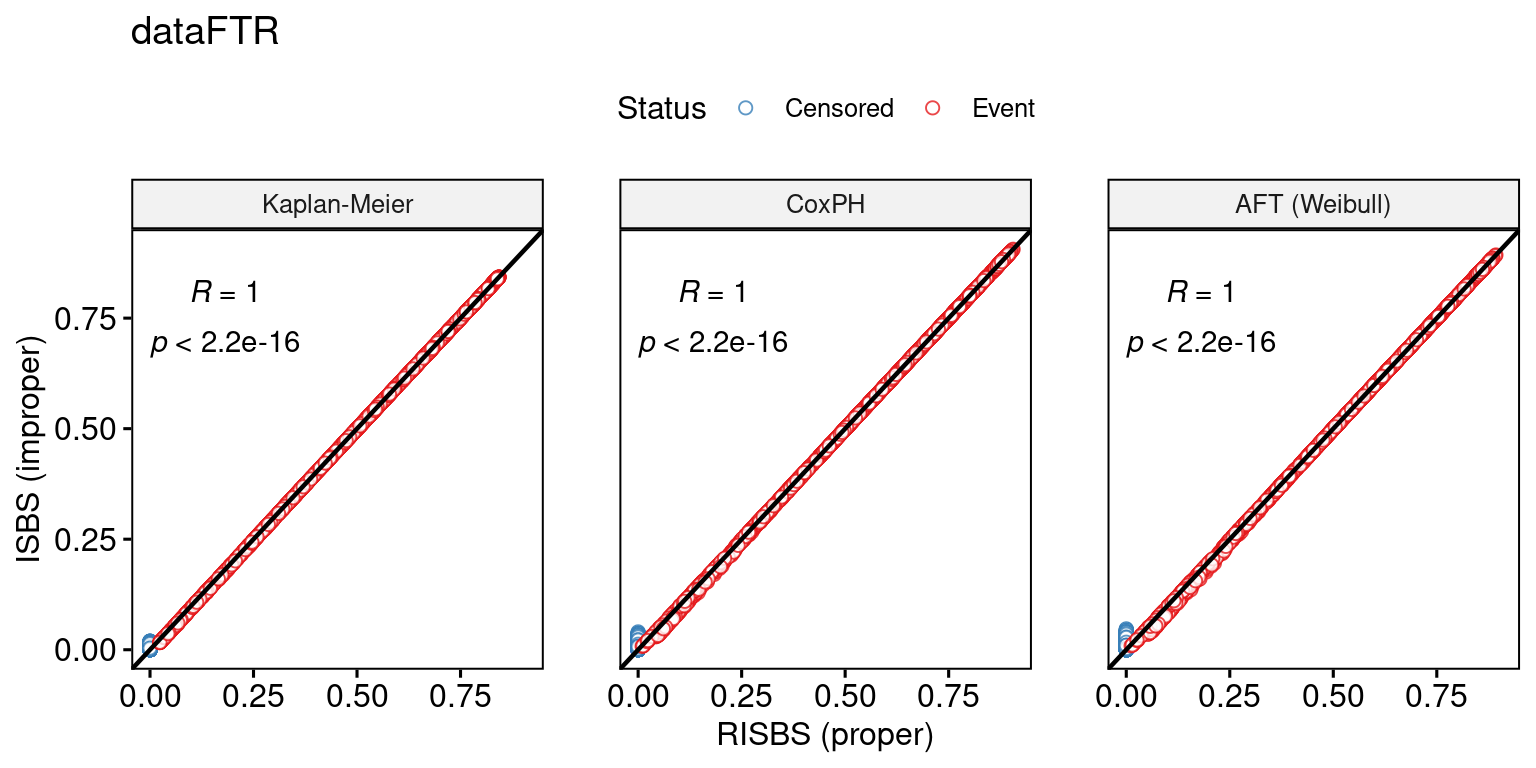 dataFTR
Status Censored Event
Kaplan-Meier CoxPH AFT (Weibull)
R = 1 R = 1 R = 1
p < 2.2e-16 p < 2.2e-16 p < 2.2e-16
ISBS (improper)
0.75
0.50
0.25
0.00
0.00 0.25 0.50 0.75 0.00 0.25 0.50 0.75 0.00 0.25 0.50 0.75
RISBS (proper)